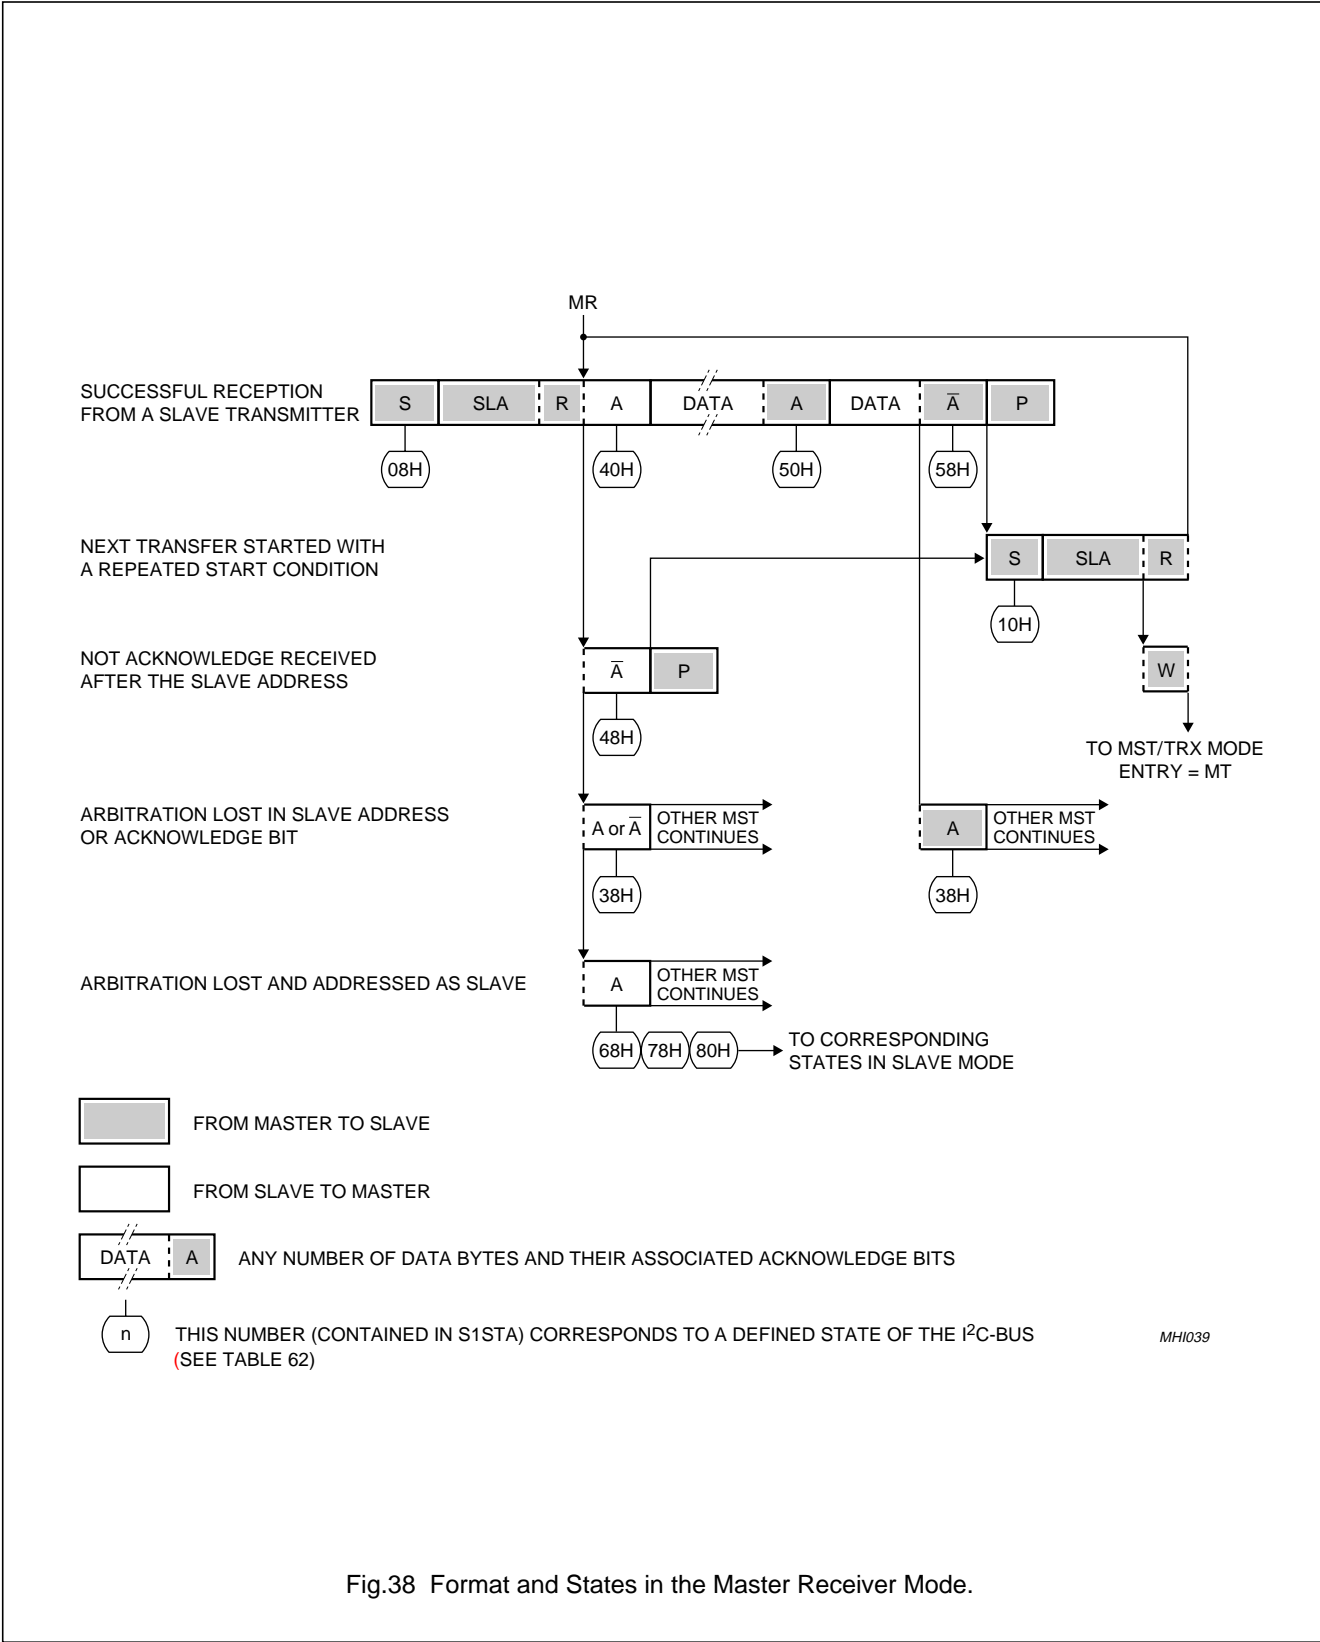 MR
SUCCESSFUL RECEPTION
FROM A SLAVE TRANSMITTER
S SLA R A DATA A DATA A̅ P
08H 40H 50H 58H
NEXT TRANSFER STARTED WITH
A REPEATED START CONDITION
S SLA R
10H
NOT ACKNOWLEDGE RECEIVED
AFTER THE SLAVE ADDRESS
A̅ P
W
48H
TO MST/TRX MODE
ENTRY = MT
ARBITRATION LOST IN SLAVE ADDRESS
OR ACKNOWLEDGE BIT
A or A̅
OTHER MST
CONTINUES
A
OTHER MST
CONTINUES
38H 38H
ARBITRATION LOST AND ADDRESSED AS SLAVE
A
OTHER MST
CONTINUES
68H 78H 80H
TO CORRESPONDING
STATES IN SLAVE MODE
FROM MASTER TO SLAVE
FROM SLAVE TO MASTER
DATA A ANY NUMBER OF DATA BYTES AND THEIR ASSOCIATED ACKNOWLEDGE BITS
n THIS NUMBER (CONTAINED IN S1STA) CORRESPONDS TO A DEFINED STATE OF THE I²C-BUS
(SEE TABLE 62)
MHI039
Fig.38 Format and States in the Master Receiver Mode.